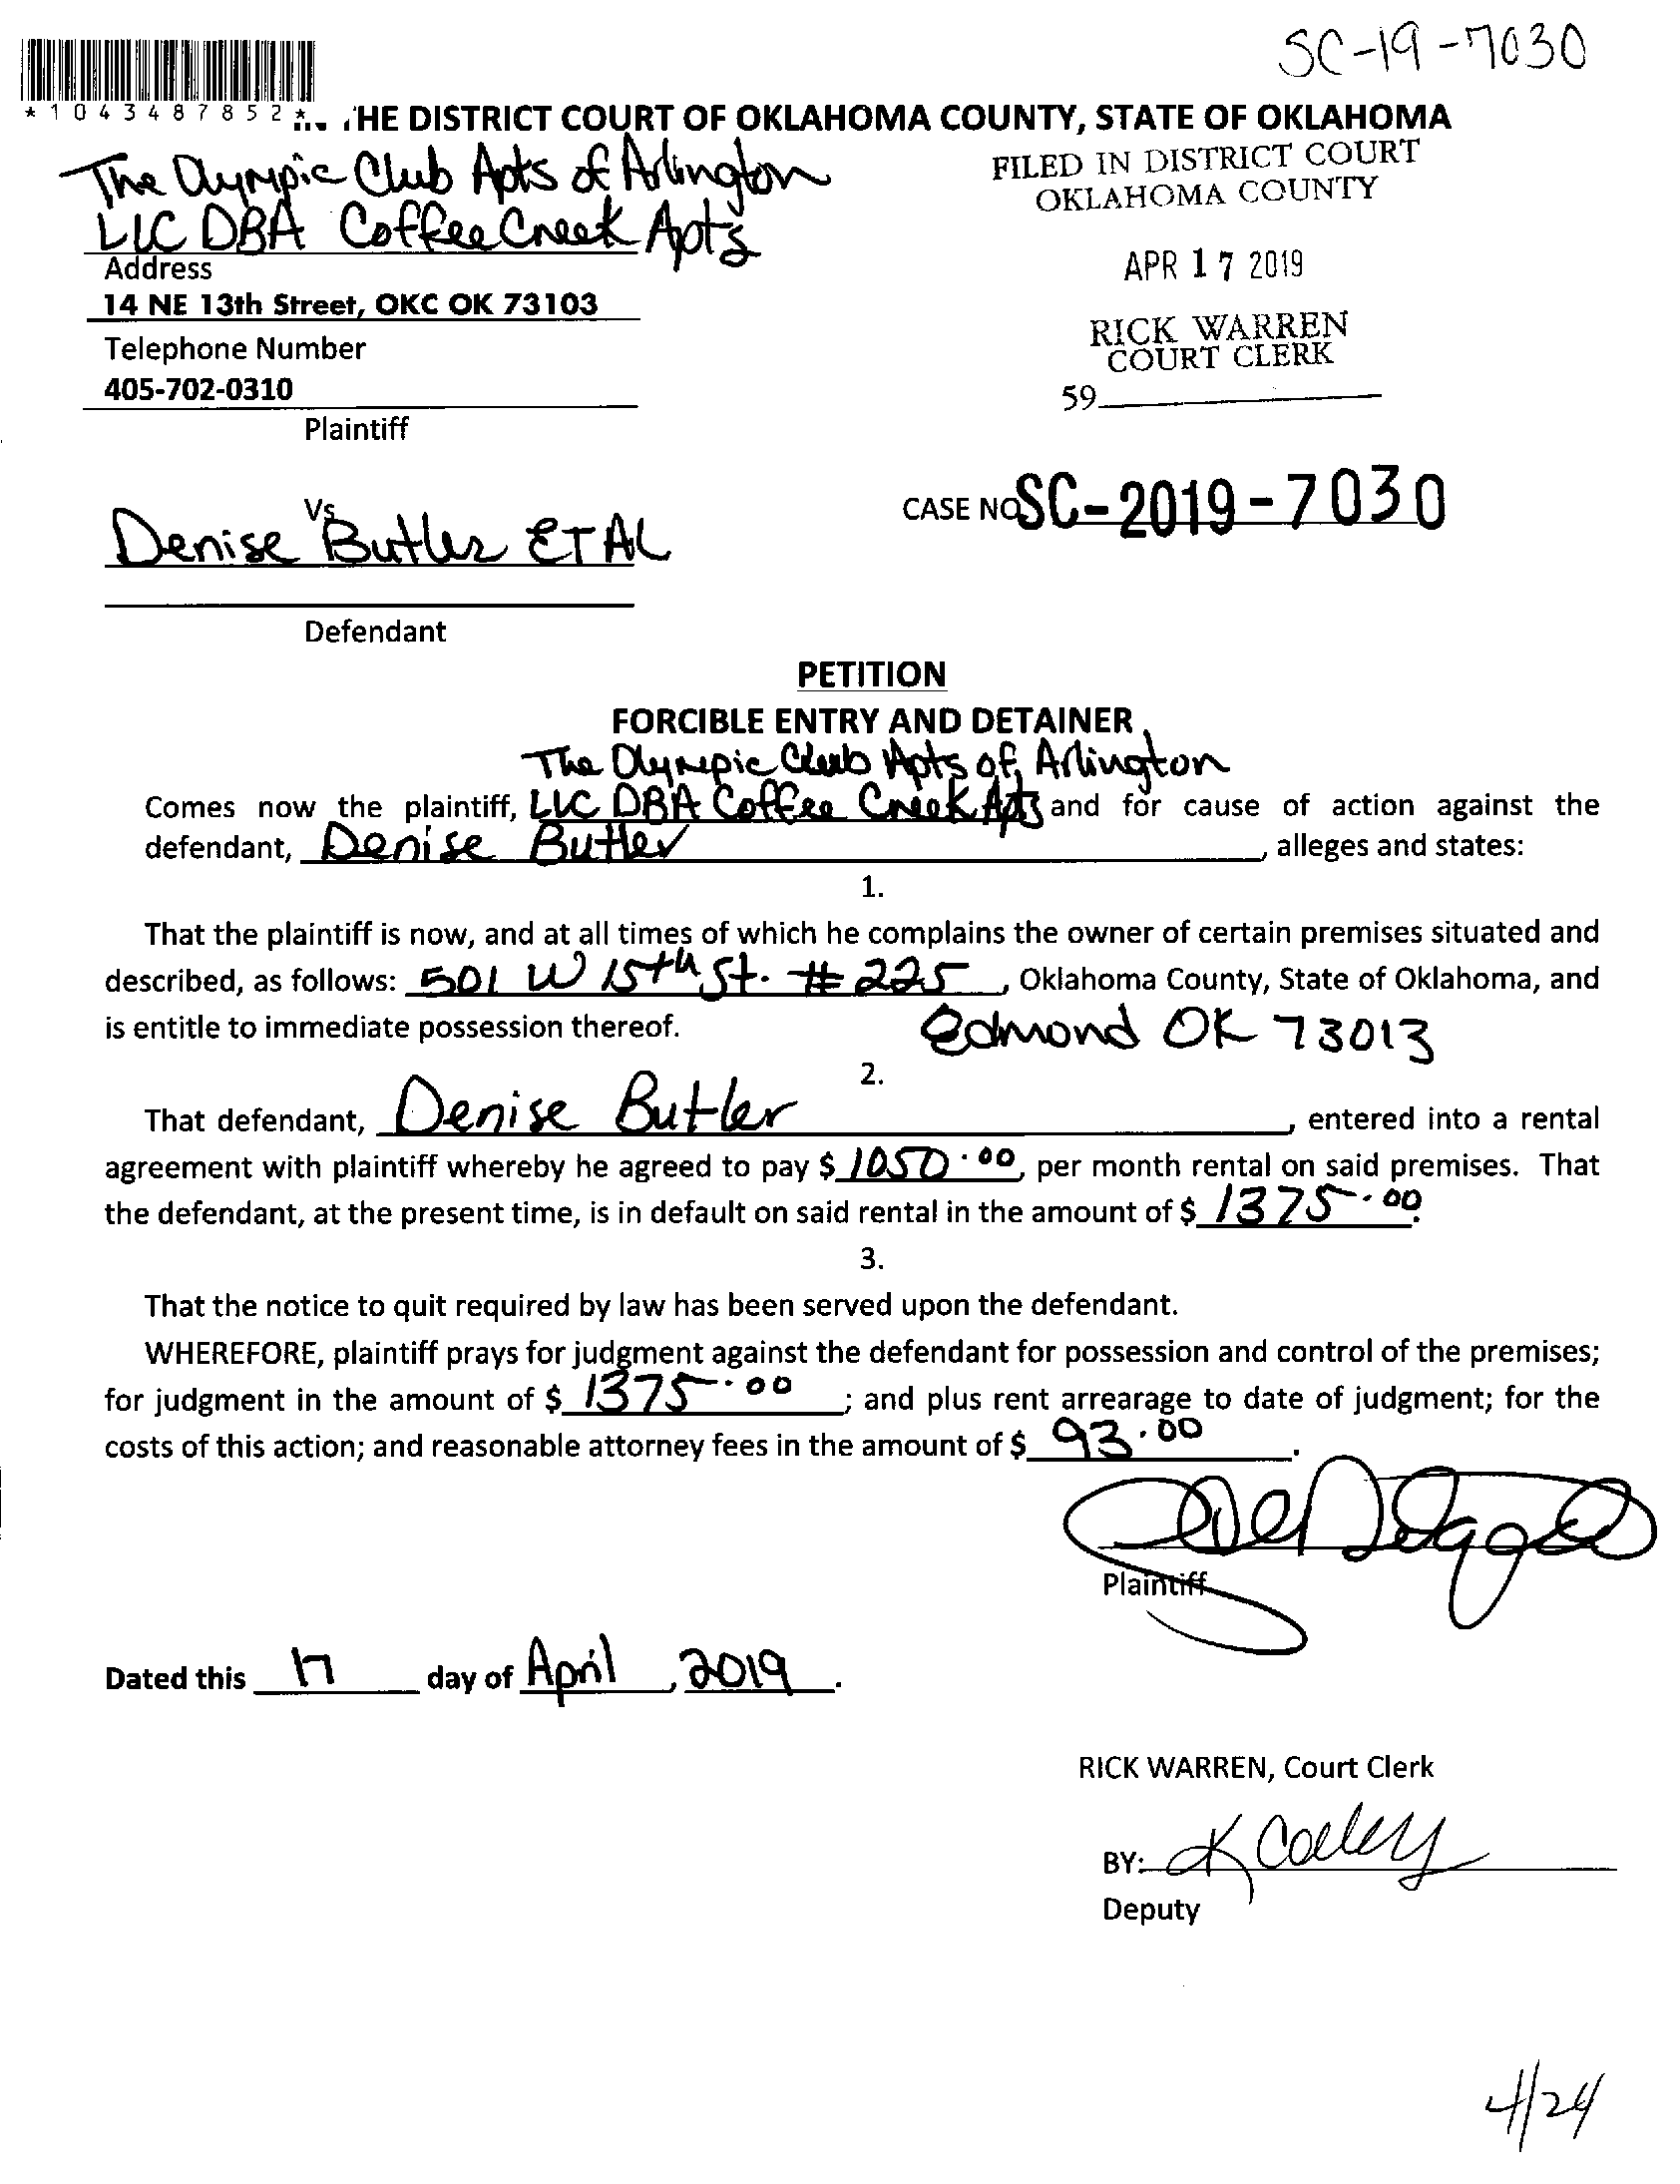 SC-19-7030
*1043487852*
'HE DISTRICT COURT OF OKLAHOMA COUNTY, STATE OF OKLAHOMA
The Olympic Club Apts of Arlington
LLC DBA Coffee Creek Apts
FILED IN DISTRICT COURT
OKLAHOMA COUNTY
Address
14 NE 13th Street, OKC OK 73103
APR 17 2019
Telephone Number
405-702-0310
RICK WARREN
COURT CLERK
59
Plaintiff
Vs
CASE NO SC-2019-7030
Denise Butler ET AL
Defendant
PETITION
FORCIBLE ENTRY AND DETAINER
The Olympic Club Apts of Arlington
Comes now the plaintiff, LLC DBA Coffee Creek Apts and for cause of action against the
defendant, Denise Butler, alleges and states:
1.
That the plaintiff is now, and at all times of which he complains the owner of certain premises situated and
described, as follows: 501 W 15th St. # 225, Oklahoma County, State of Oklahoma, and
is entitle to immediate possession thereof. Edmond OK 73013
2.
That defendant, Denise Butler, entered into a rental
agreement with plaintiff whereby he agreed to pay $ 1050.00, per month rental on said premises. That
the defendant, at the present time, is in default on said rental in the amount of $ 1375.00.
3.
That the notice to quit required by law has been served upon the defendant.
WHEREFORE, plaintiff prays for judgment against the defendant for possession and control of the premises;
for judgment in the amount of $ 1375.00; and plus rent arrearage to date of judgment; for the
costs of this action; and reasonable attorney fees in the amount of $ 93.00.
Plaintiff
Dated this 17 day of April, 2019.
RICK WARREN, Court Clerk
BY: K
Deputy
4/24